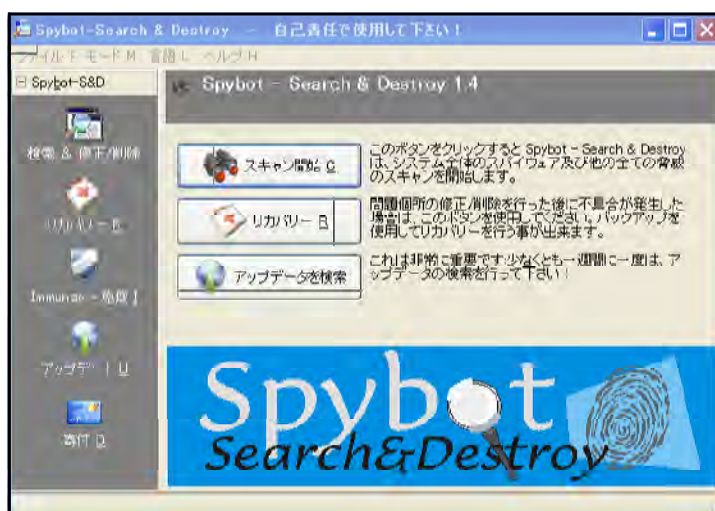 Spybot-Search & Destroy － 自己責任で使用して下さい！
ファイル F モード M 言語 L ヘルプ H
Spybot-S&D
Spybot - Search & Destroy 1.4
検索 & 修正/削除
リカバリー R
アップデート U
寄付 D
スキャン開始 C
このボタンをクリックすると Spybot - Search & Destroy
は、システム全体のスパイウェア及び他の全ての脅威
のスキャンを開始します。
リカバリー R
問題個所の修正/削除を行った後に不具合が発生した
場合は、このボタンを使用してください。バックアップを
使用してリカバリーを行う事が出来ます。
アップデータを検索
これは非常に重要です：少なくとも一週間に一度は、ア
ップデータの検索を行って下さい！
Spybot
Search&Destroy